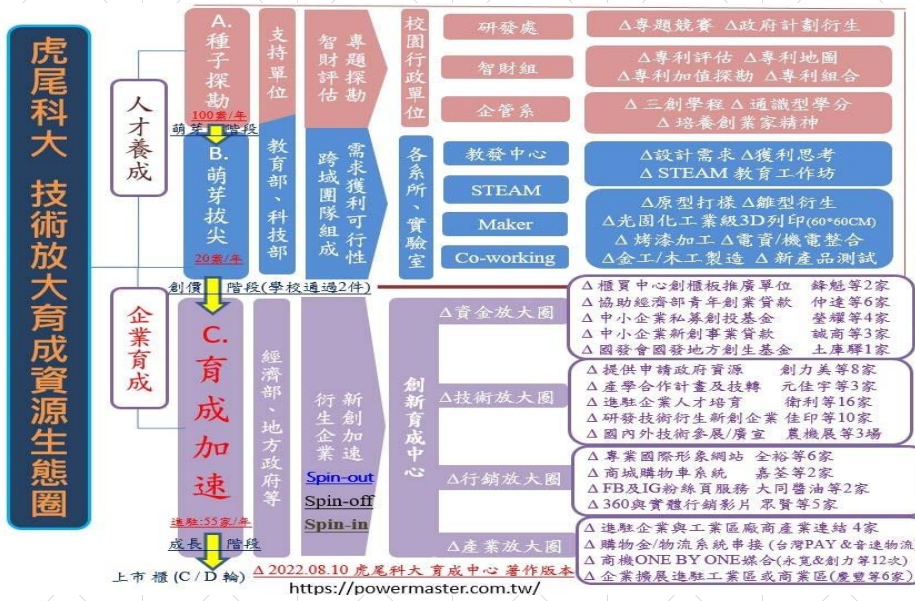 虎尾科大 技術放大育成資源生態圈
人才養成
企業育成
A.種子探勘
100案/年
萌芽 階段
B.萌芽拔尖
20案/年
創價 階段(學校通過2件)
C.育成加速
進駐:55家/年
成長 階段
上市 櫃(C / D 輪)
支持單位
教育部、科技部
經濟部、地方政府等
專題探勘
智財評估
需求獲利可行性
跨域團隊組成
新創加速
衍生企業
Spin-out
Spin-off
Spin-in
校園行政單位
各系所、實驗室
創新育成中心
研發處
Δ專題競賽 Δ政府計劃衍生
智財組
Δ專利評估 Δ專利地圖
Δ專利加值探勘 Δ專利組合
企管系
Δ 三創學程 Δ 通識型學分
Δ 培養創業家精神
教發中心
STEAM
Δ設計需求 Δ獲利思考
Δ STEAM 教育工作坊
Maker
Co-working
Δ原型打樣 Δ雛型衍生
Δ光固化工業級3D列印(60*60CM)
Δ 烤漆加工 Δ電資/機電整合
Δ金工/木工製造 Δ 新產品測試
Δ資金放大圈
Δ 櫃買中心創櫃板推廣單位 鋒魁等2家
Δ 協助經濟部青年創業貸款 仲達等6家
Δ 中小企業私募創投基金 瑩耀等4家
Δ 中小企業新創事業貸款 誠商等3家
Δ 國發會國發地方創生基金 土庫驛1家
Δ技術放大圈
Δ 提供申請政府資源 創力美等8家
Δ 產學合作計畫及技轉 元佳宇等3家
Δ 進駐企業人才培育 衛利等16家
Δ 研發技術衍生新創企業 佳印等10家
Δ 國內外技術參展/廣宣 農機展等3場
Δ行銷放大圈
Δ 專業國際形象網站 全裕等6家
Δ 商城購物車系統 嘉荃等2家
Δ FB及IG粉絲頁服務 大同醬油等2家
Δ 360與實體行銷影片 眾賢等5家
Δ產業放大圈
Δ 進駐企業與工業區廠商產業連結 4家
Δ 購物金/物流系統串接(台灣PAY &音速物流)
Δ 商機ONE BY ONE媒合(永寬&創力等12次)
Δ 企業擴展進駐工業區或商業區(慶豐等6家)
Δ 2022.08.10 虎尾科大 育成中心 著作版本
https://powermaster.com.tw/